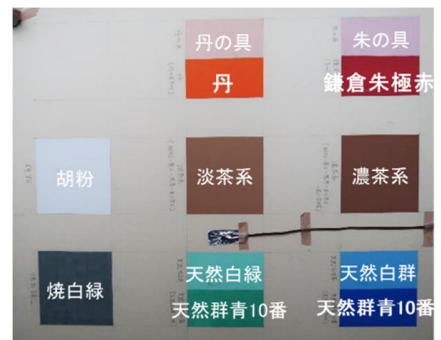 丹の具
朱の具
丹
鎌倉朱極赤
胡粉
淡茶系
濃茶系
焼白緑
天然白緑
天然白群
天然群青10番
天然群青10番